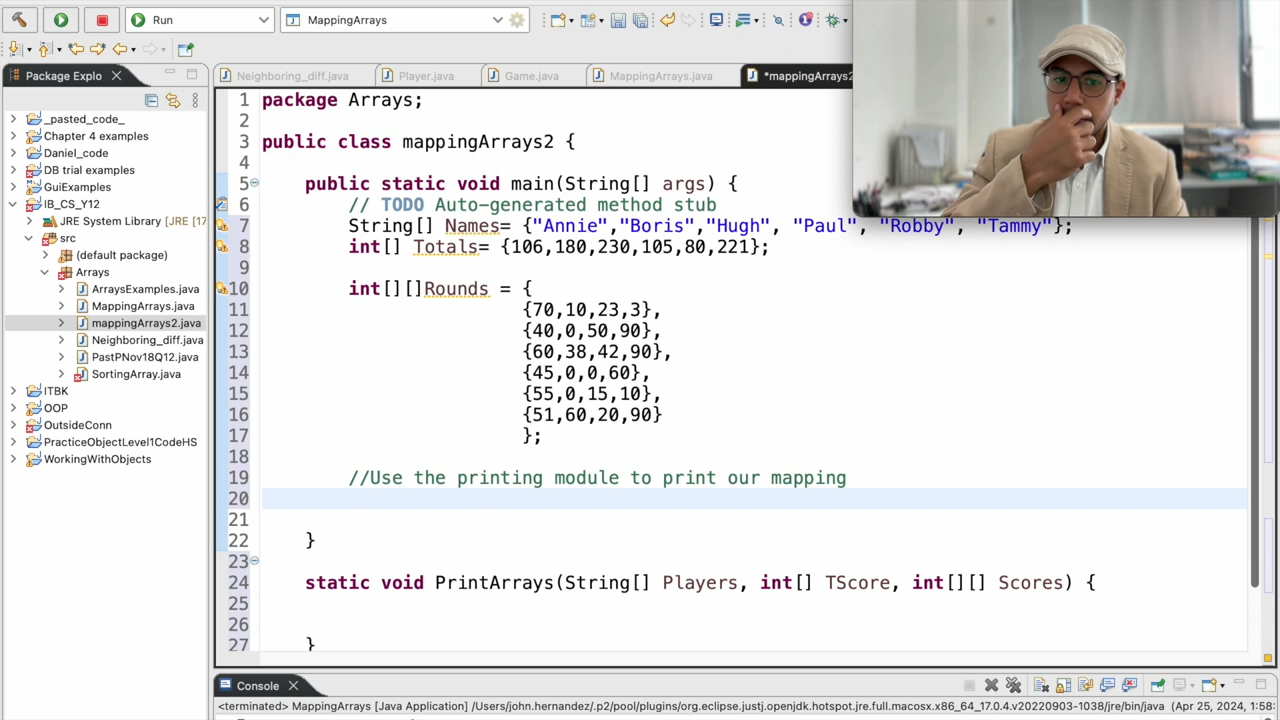 Run
MappingArrays
Package Explo
Neighboring_diff.java
Player.java
Game.java
MappingArrays.java
*mappingArrays2
_pasted_code_
Chapter 4 examples
Daniel_code
DB trial examples
GuiExamples
IB_CS_Y12
JRE System Library [JRE [17
src
(default package)
Arrays
ArraysExamples.java
MappingArrays.java
mappingArrays2.java
Neighboring_diff.java
PastPNov18Q12.java
SortingArray.java
ITBK
OOP
OutsideConn
PracticeObjectLevel1CodeHS
WorkingWithObjects
1 package Arrays;
2
3 public class mappingArrays2 {
4
5 public static void main(String[] args) {
6 // TODO Auto-generated method stub
7 String[] Names= {"Annie","Boris","Hugh", "Paul", "Robby", "Tammy"};
8 int[] Totals= {106,180,230,105,80,221};
9
10 int[][]Rounds = {
11 {70,10,23,3},
12 {40,0,50,90},
13 {60,38,42,90},
14 {45,0,0,60},
15 {55,0,15,10},
16 {51,60,20,90}
17 };
18
19 //Use the printing module to print our mapping
20
21
22 }
23
24 static void PrintArrays(String[] Players, int[] TScore, int[][] Scores) {
25
26
27 }
Console
<terminated> MappingArrays [Java Application] /Users/john.hernandez/.p2/pool/plugins/org.eclipse.justj.openjdk.hotspot.jre.full.macosx.x86_64_17.0.4.v20220903-1038/jre/bin/java (Apr 25, 2024, 1:58: